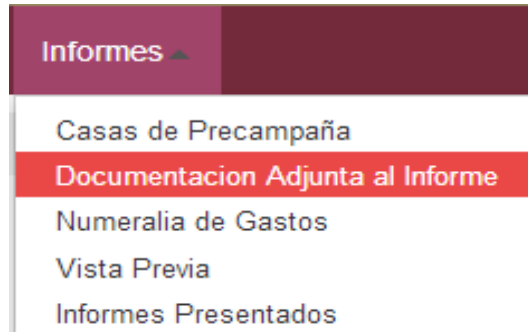 Informes
Casas de Precampaña
Documentacion Adjunta al Informe
Numeralia de Gastos
Vista Previa
Informes Presentados